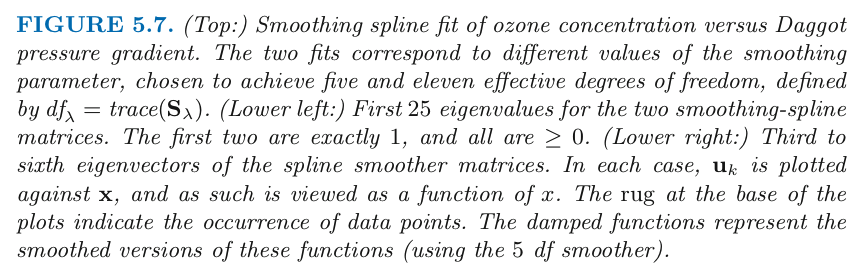 FIGURE 5.7. (Top:) Smoothing spline fit of ozone concentration versus Daggot
pressure gradient. The two fits correspond to different values of the smoothing
parameter, chosen to achieve five and eleven effective degrees of freedom, defined
by df_λ = trace(S_λ). (Lower left:) First 25 eigenvalues for the two smoothing-spline
matrices. The first two are exactly 1, and all are ≥ 0. (Lower right:) Third to
sixth eigenvectors of the spline smoother matrices. In each case, u_k is plotted
against x, and as such is viewed as a function of x. The rug at the base of the
plots indicate the occurrence of data points. The damped functions represent the
smoothed versions of these functions (using the 5 df smoother).